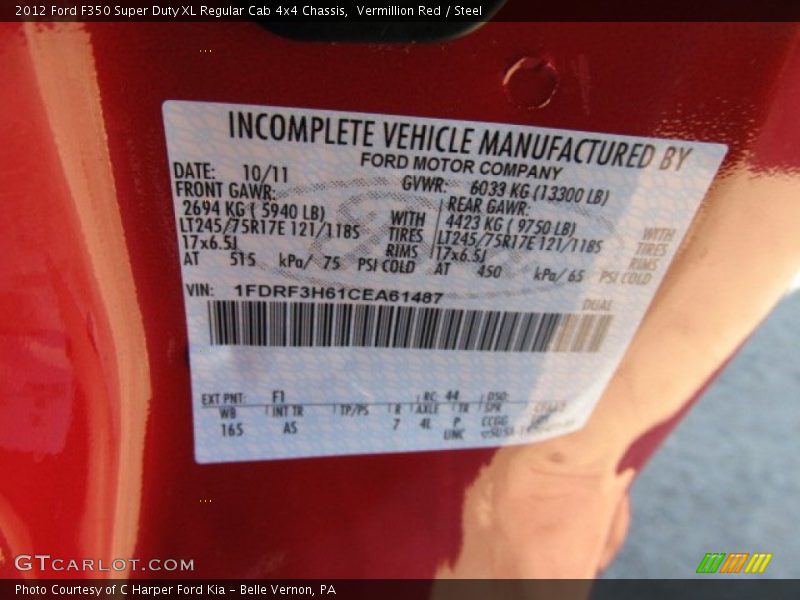 2012 Ford F350 Super Duty XL Regular Cab 4x4 Chassis, Vermillion Red / Steel
INCOMPLETE VEHICLE MANUFACTURED BY
FORD MOTOR COMPANY
DATE: 10/11 GVWR: 6033 KG (13300 LB)
FRONT GAWR: REAR GAWR:
2694 KG ( 5940 LB) WITH 4423 KG ( 9750 LB) WITH
LT245/75R17E 121/118S TIRES LT245/75R17E 121/118S TIRES
17x6.5J RIMS 17x6.5J RIMS
AT 515 kPa/ 75 PSI COLD AT 450 kPa/ 65 PSI COLD
VIN: 1FDRF3H61CEA61487 DUAL
EXT PNT: F1 RC: 44 DSO:
WB INT TR TP/PS R AXLE TR SPR
165 AS 7 4L P CCGG
UNC
GTCARLOT.COM
Photo Courtesy of C Harper Ford Kia - Belle Vernon, PA